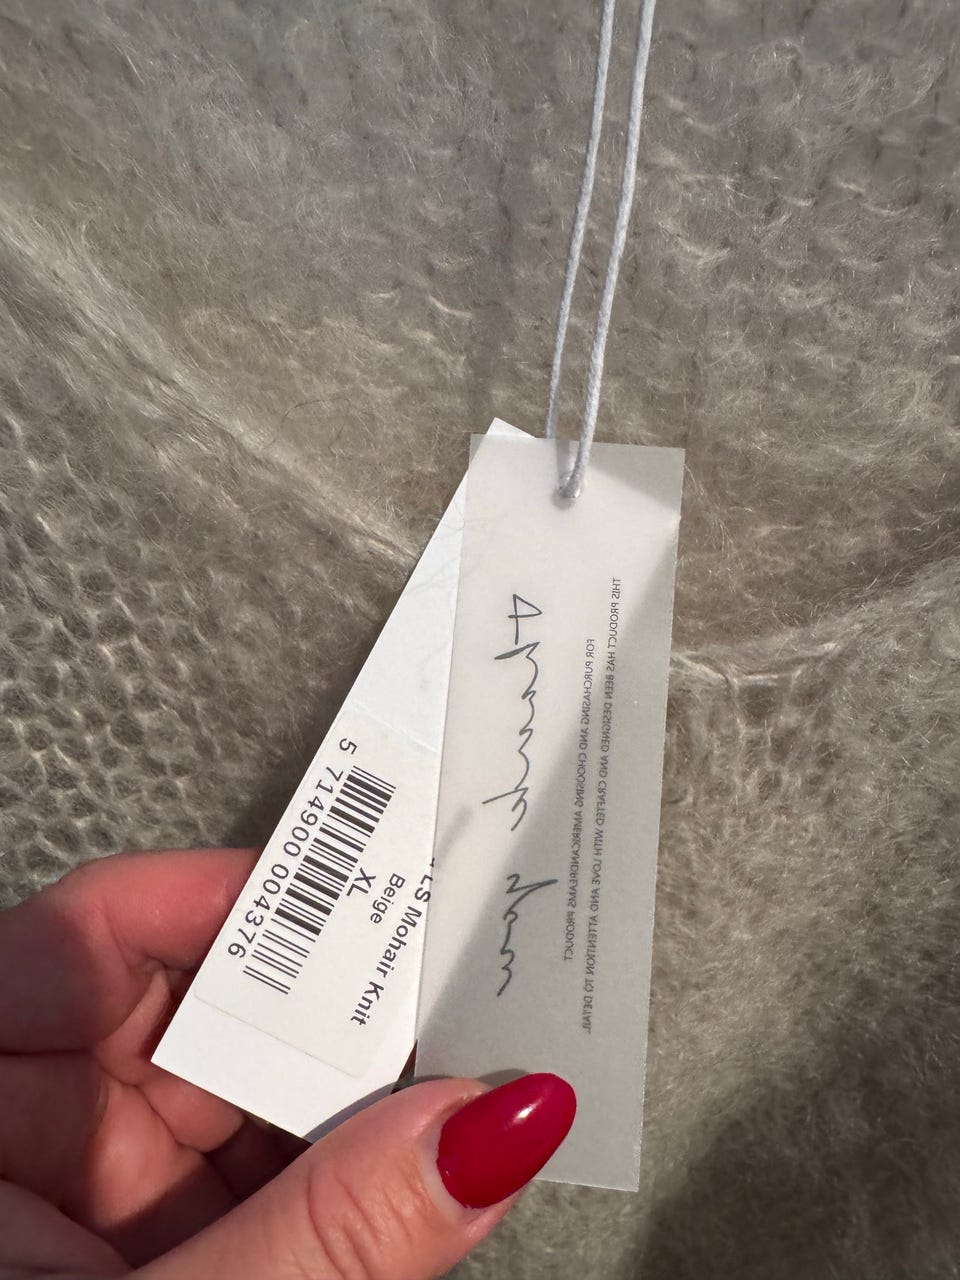 LS Mohair Knit
Beige
XL
5 714900 004376
THIS PRODUCT HAS BEEN DESIGNED AND CRAFTED WITH LOVE AND ATTENTION TO DETAIL.
FOR PURCHASING AND CHOOSING AMERICANDREAMS PRODUCT